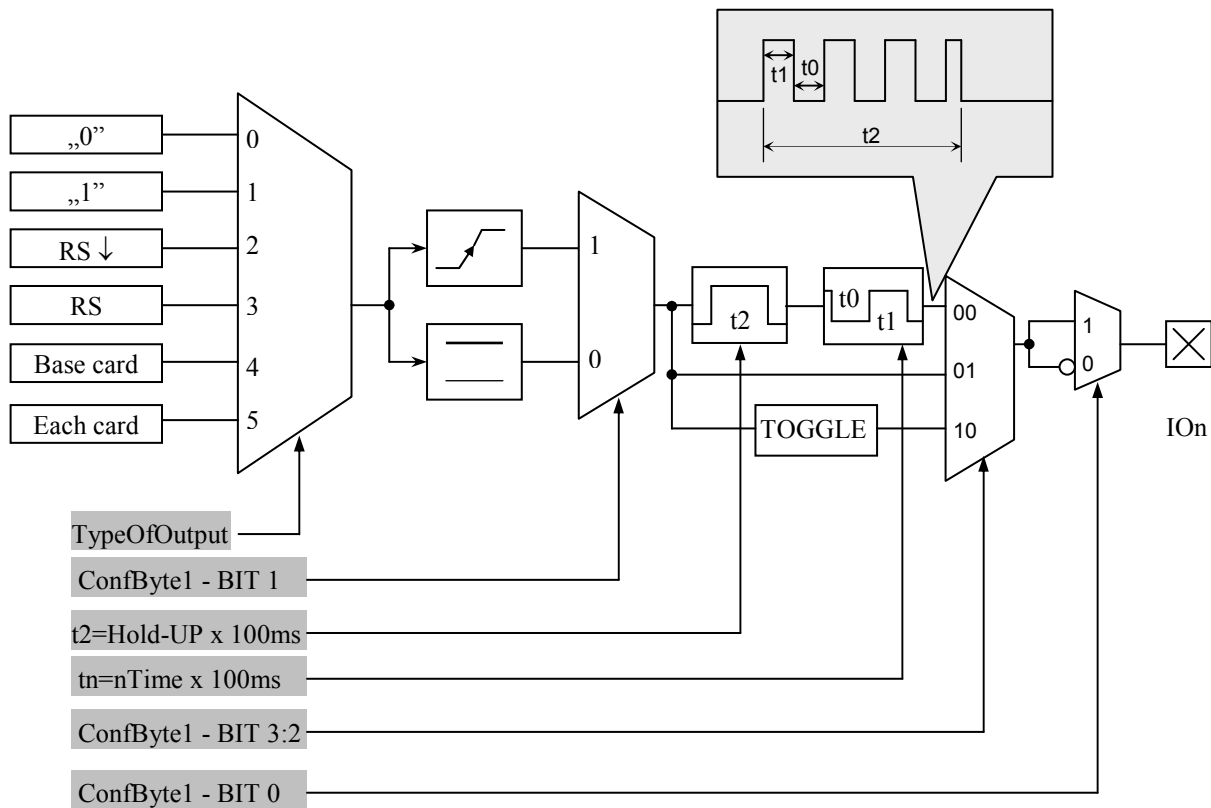 t1
t0
t2
„0”
0
„1”
1
RS ↓
2
RS
3
Base card
4
Each card
5
1
0
t2
t0
t1
00
01
TOGGLE
10
1
0
IOn
TypeOfOutput
ConfByte1 - BIT 1
t2=Hold-UP x 100ms
tn=nTime x 100ms
ConfByte1 - BIT 3:2
ConfByte1 - BIT 0